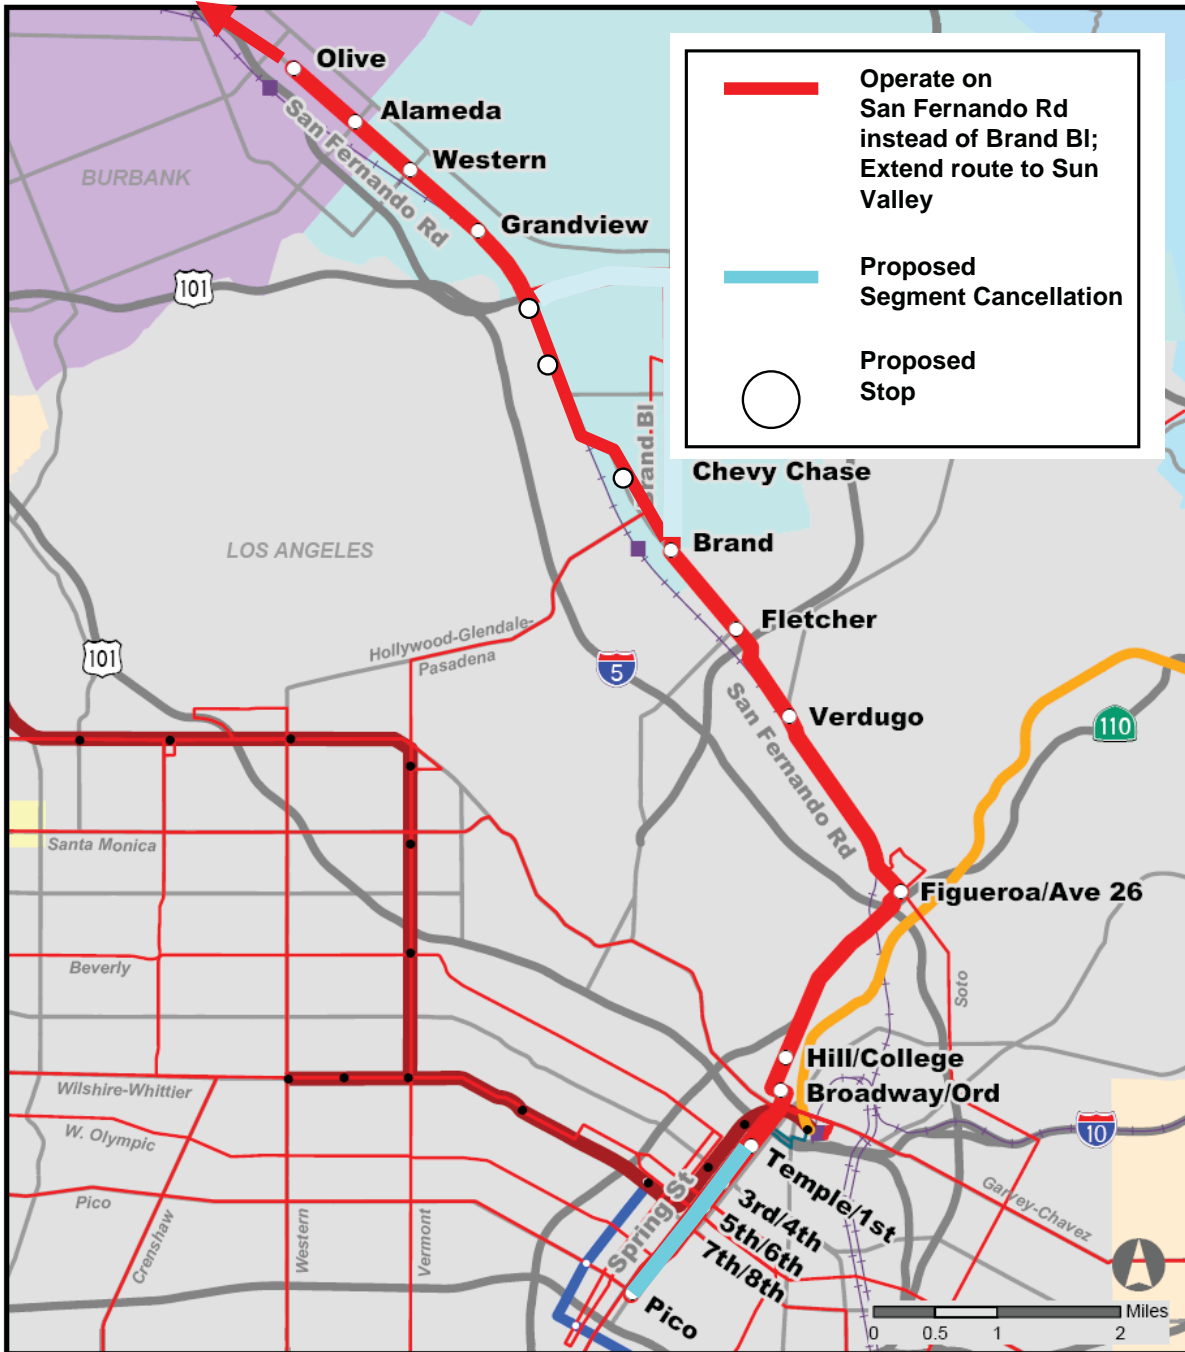 Olive
Alameda
Western
Grandview
San Fernando Rd
BURBANK
101
Operate on
San Fernando Rd
instead of Brand Bl;
Extend route to Sun
Valley
Proposed
Segment Cancellation
Proposed
Stop
Brand Bl
Chevy Chase
Brand
LOS ANGELES
Hollywood-Glendale-
Pasadena
101
5
Fletcher
Verdugo
San Fernando Rd
110
Santa Monica
Figueroa/Ave 26
Beverly
Soto
Hill/College
Broadway/Ord
Wilshire-Whittier
W. Olympic
10
Pico
Crenshaw
Western
Vermont
Spring St
Temple/1st
3rd/4th
5th/6th
7th/8th
Pico
Garvey-Chavez
Miles
0 0.5 1 2